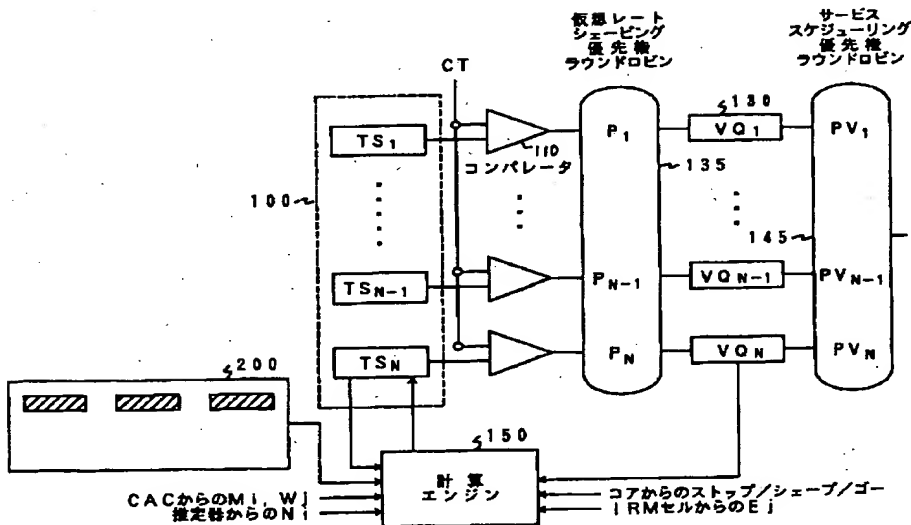 仮想レート
シェーピング
優先権
ラウンドロビン
サービス
スケジューリング
優先権
ラウンドロビン
CT
130
TS1
110
コンパレータ
P1
VQ1
PV1
135
100
145
TSN-1
PN-1
VQN-1
PVN-1
TSN
PN
VQN
PVN
200
150
計算
エンジン
CACからのMi, Wj
推定器からのNi
コアからのストップ/シェープ/ゴー
IRMセルからのEj